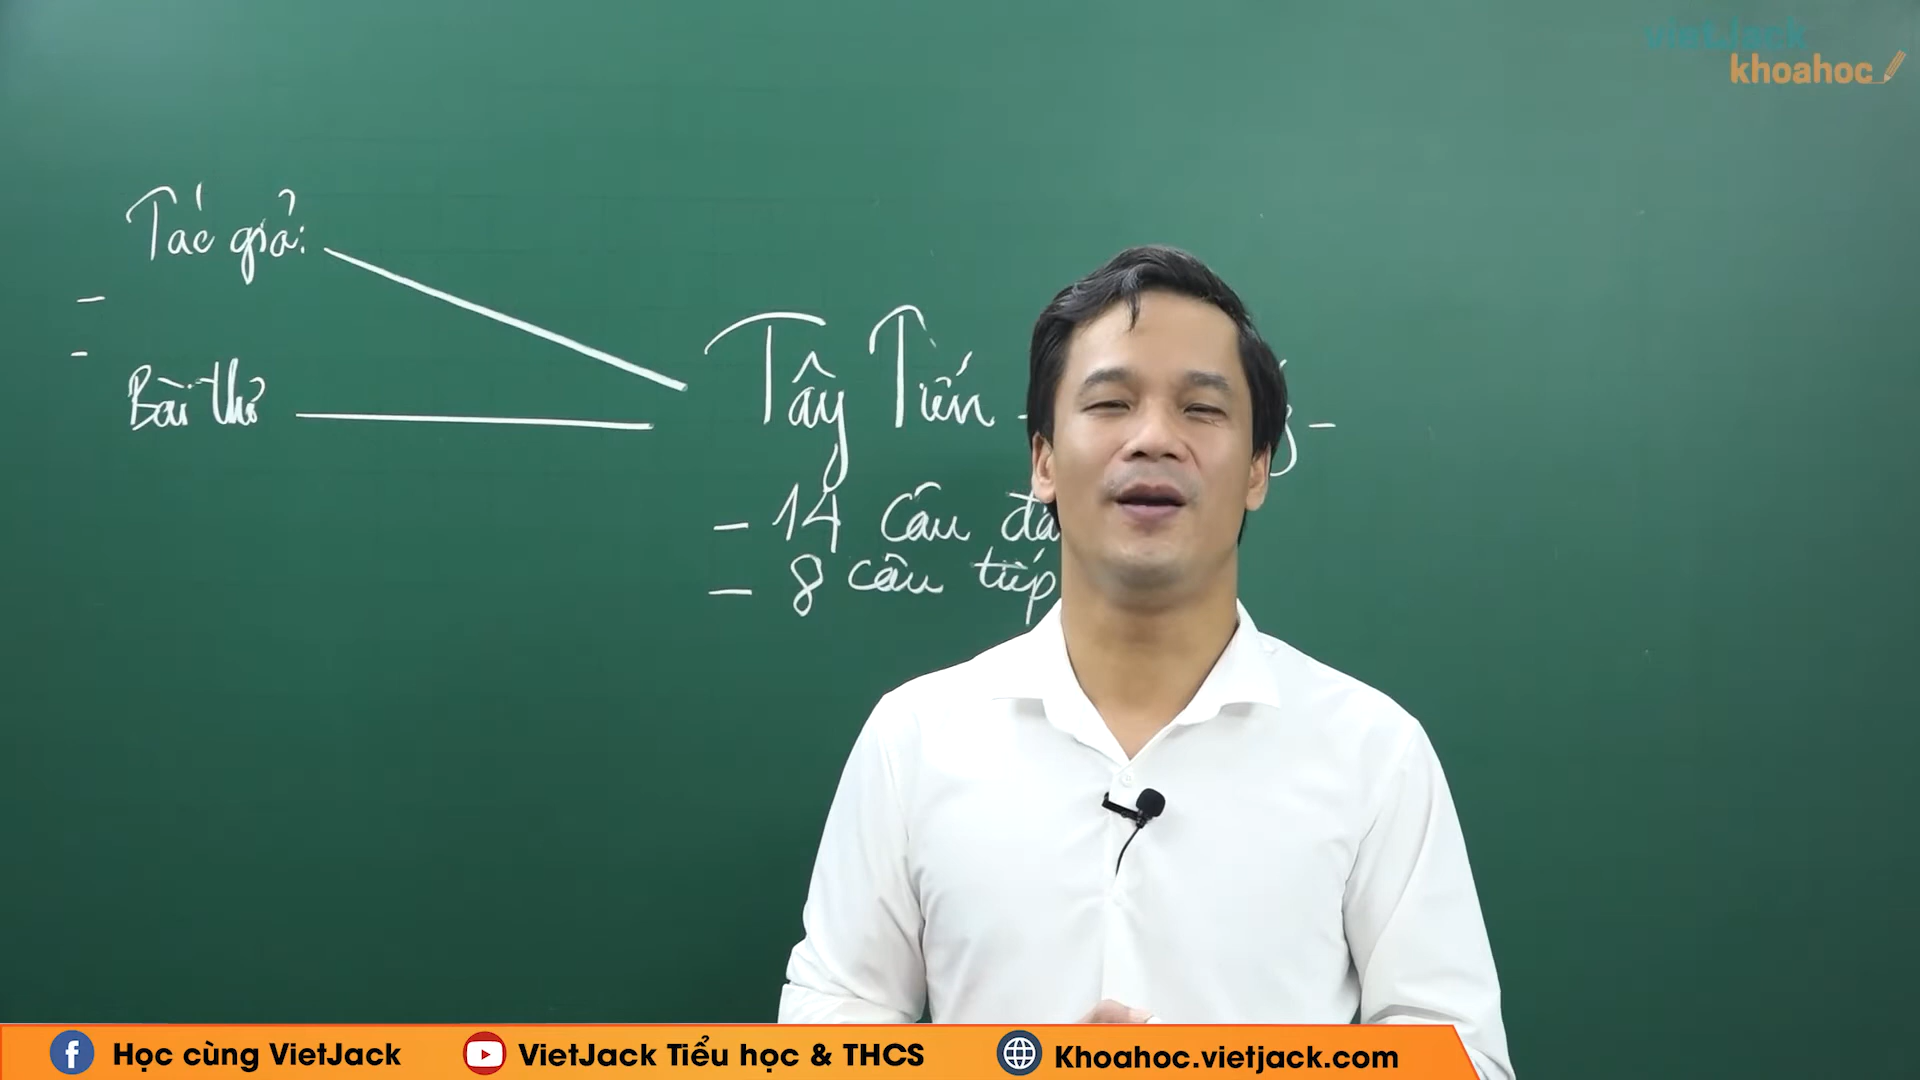 vietJack
khoahoc
Tác giả:
-
-
Bài thơ
Tây Tiến - -
- 14 câu
- 8 câu tiếp
Học cùng VietJack
VietJack Tiểu học & THCS
Khoahoc.vietjack.com